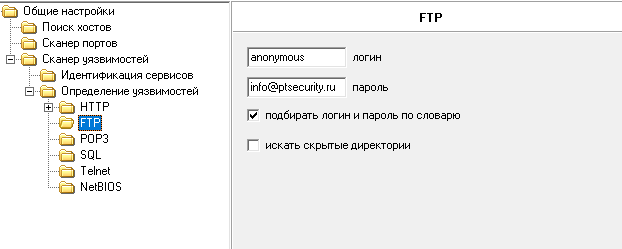 Общие настройки
Поиск хостов
Сканер портов
Сканер уязвимостей
Идентификация сервисов
Определение уязвимостей
HTTP
FTP
POP3
SQL
Telnet
NetBIOS
FTP
anonymous логин
info@ptsecurity.ru пароль
подбирать логин и пароль по словарю
искать скрытые директории